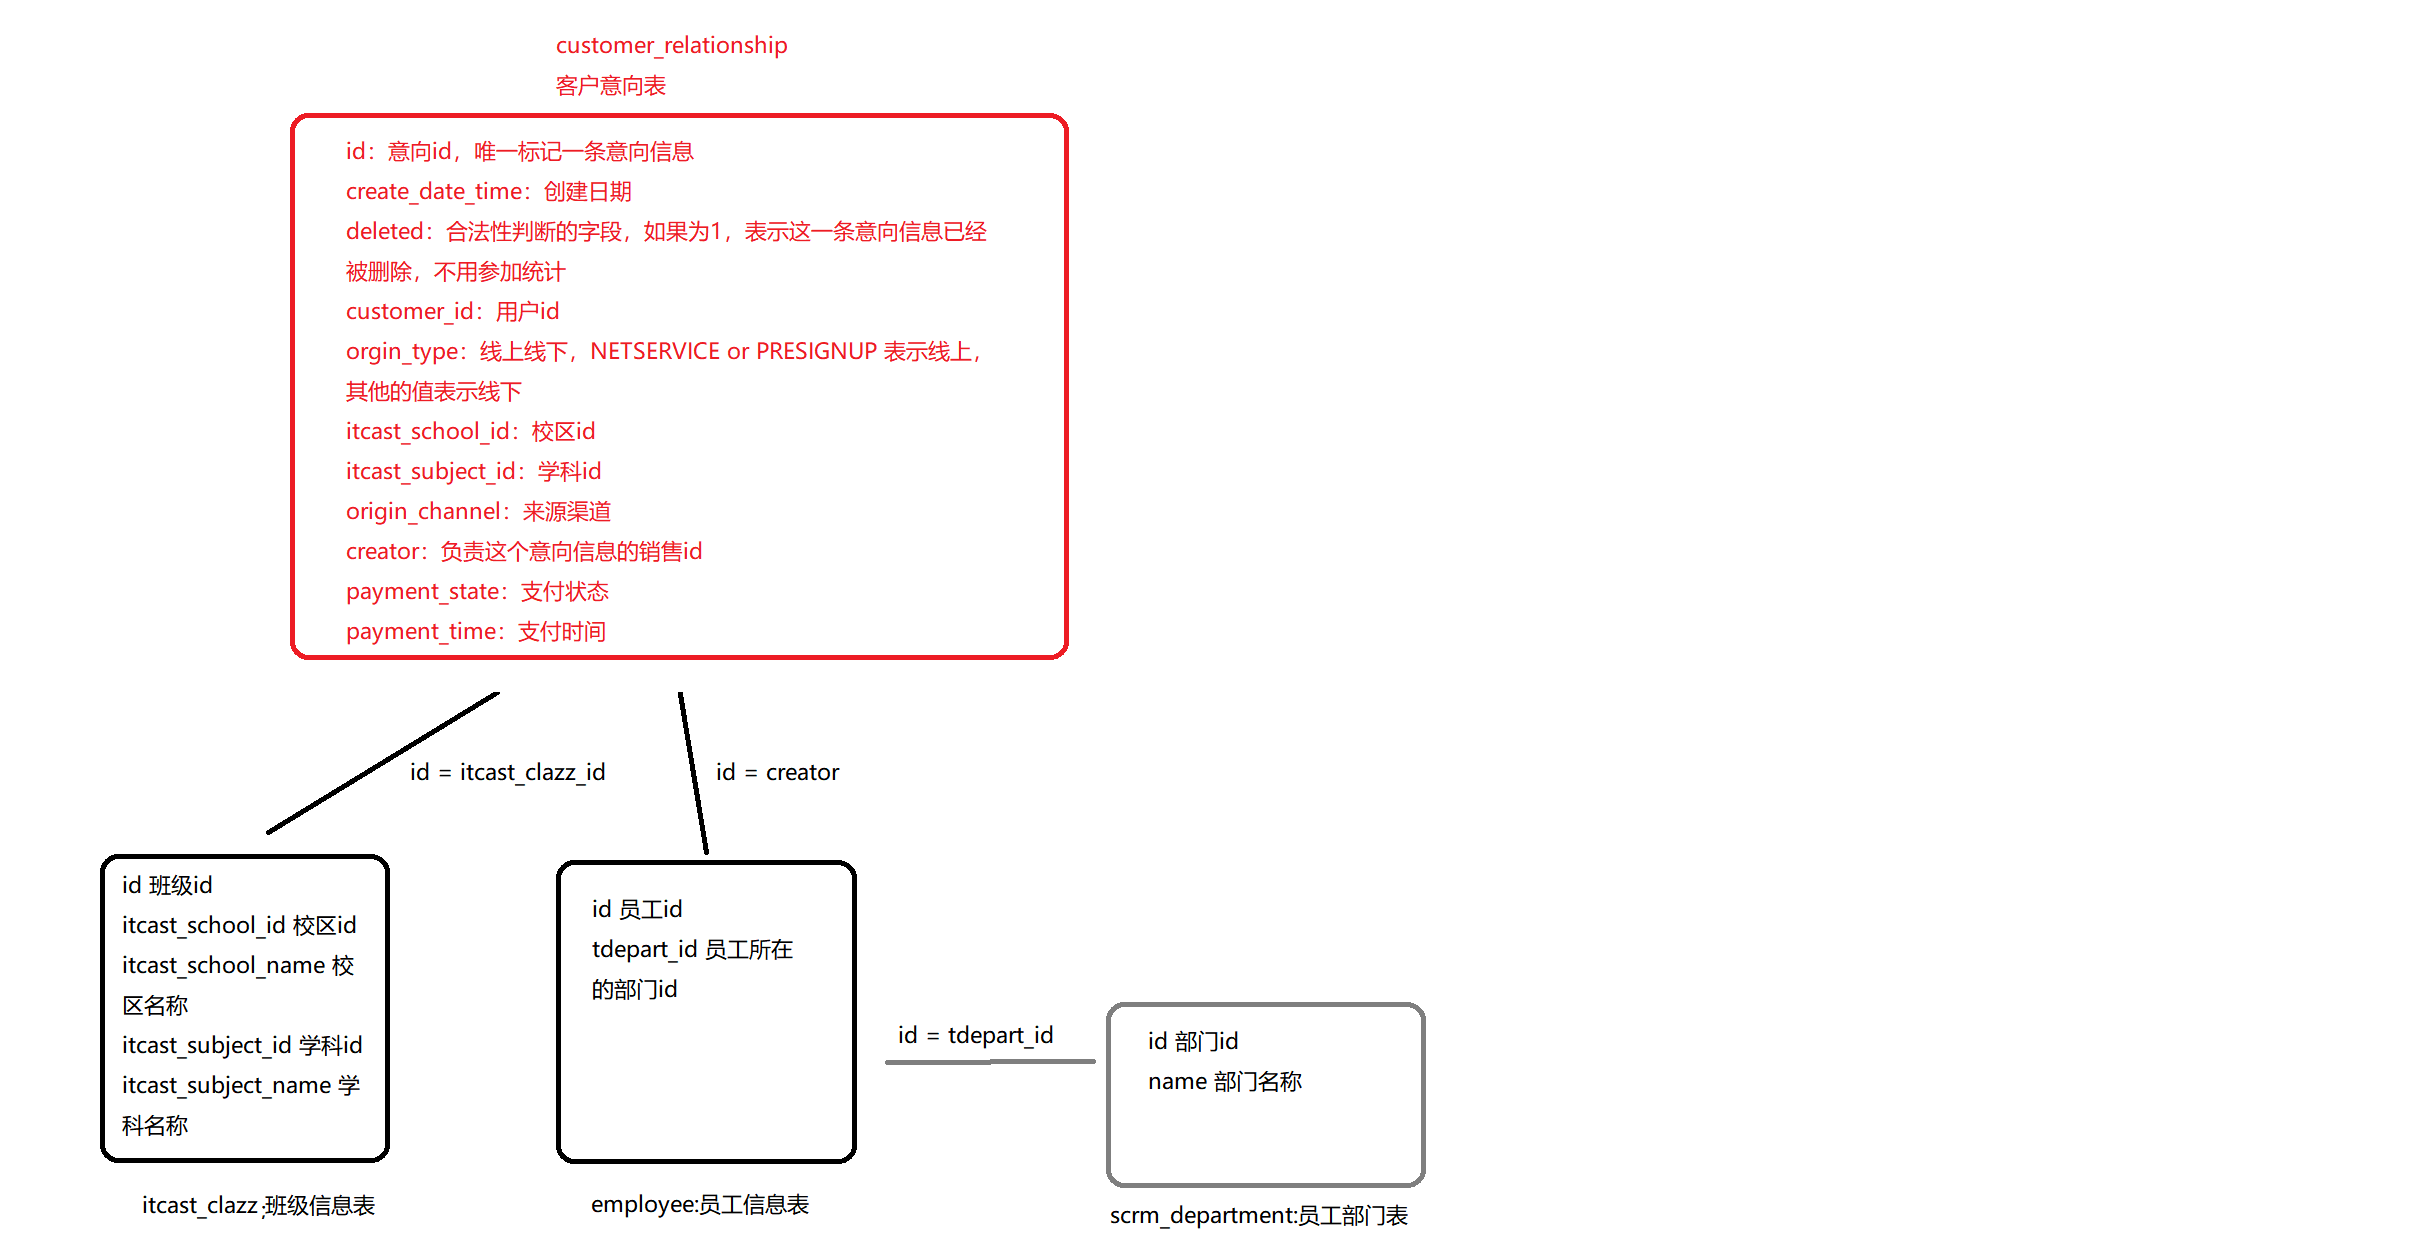 customer_relationship
客户意向表
id：意向id，唯一标记一条意向信息
create_date_time：创建日期
deleted：合法性判断的字段，如果为1，表示这一条意向信息已经
被删除，不用参加统计
customer_id：用户id
orgin_type：线上线下，NETSERVICE or PRESIGNUP 表示线上，
其他的值表示线下
itcast_school_id：校区id
itcast_subject_id：学科id
origin_channel：来源渠道
creator：负责这个意向信息的销售id
payment_state：支付状态
payment_time：支付时间
id = itcast_clazz_id
id = creator
id 班级id
itcast_school_id 校区id
itcast_school_name 校
区名称
itcast_subject_id 学科id
itcast_subject_name 学
科名称
itcast_clazz;班级信息表
id 员工id
tdepart_id 员工所在
的部门id
employee:员工信息表
id = tdepart_id
id 部门id
name 部门名称
scrm_department:员工部门表